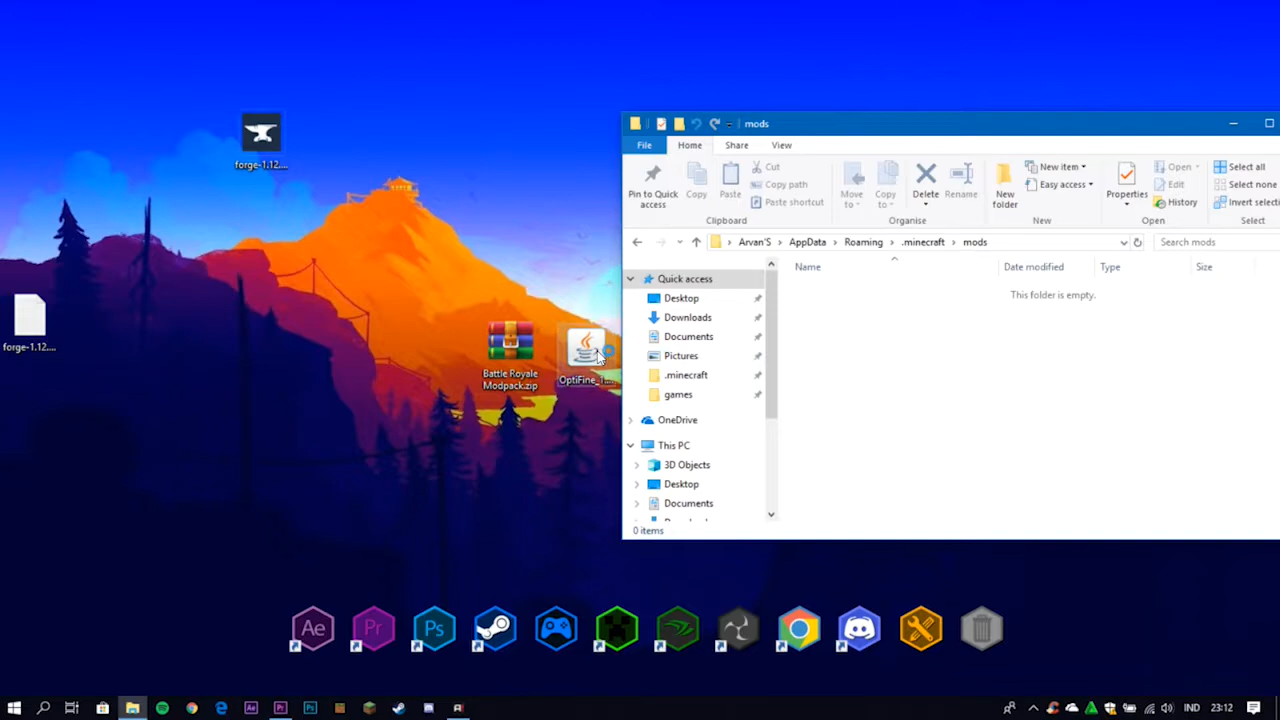 forge-1.12....
forge-1.12....
Battle Royale
Modpack.zip
OptiFine_1....
mods
File
Home
Share
View
Pin to Quick
access
Copy
Paste
Cut
Copy path
Paste shortcut
Clipboard
Move
to
Copy
to
Delete
Rename
Organise
New
folder
New item
Easy access
New
Properties
Open
Edit
History
Open
Select all
Select none
Invert selecti
Select
Arvan'S
AppData
Roaming
.minecraft
mods
Search mods
Name
Date modified
Type
Size
This folder is empty.
Quick access
Desktop
Downloads
Documents
Pictures
.minecraft
games
OneDrive
This PC
3D Objects
Desktop
Documents
0 items
Ae
Pr
Ps
Ae
Pr
Ps
IND
23:12